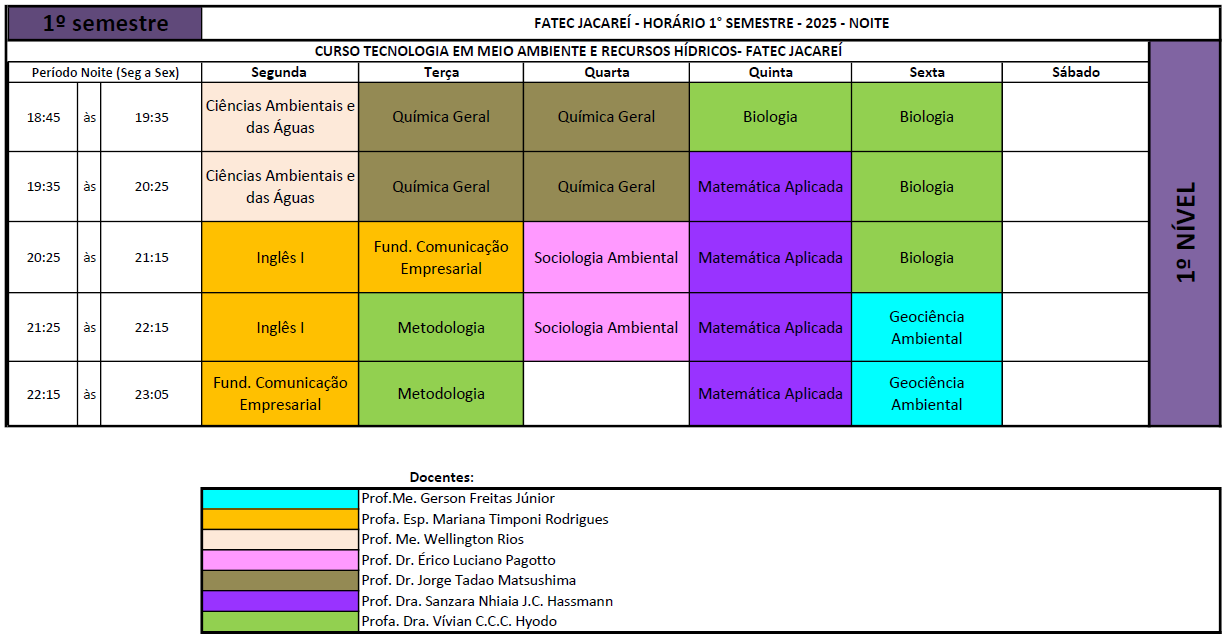 1º semestre
FATEC JACAREÍ - HORÁRIO 1° SEMESTRE - 2025 - NOITE
CURSO TECNOLOGIA EM MEIO AMBIENTE E RECURSOS HÍDRICOS- FATEC JACAREÍ
Período Noite (Seg a Sex) Segunda Terça Quarta Quinta Sexta Sábado
18:45 às 19:35 Ciências Ambientais e das Águas Química Geral Química Geral Biologia Biologia
19:35 às 20:25 Ciências Ambientais e das Águas Química Geral Química Geral Matemática Aplicada Biologia
20:25 às 21:15 Inglês I Fund. Comunicação Empresarial Sociologia Ambiental Matemática Aplicada Biologia
21:25 às 22:15 Inglês I Metodologia Sociologia Ambiental Matemática Aplicada Geociência Ambiental
22:15 às 23:05 Fund. Comunicação Empresarial Metodologia Matemática Aplicada Geociência Ambiental
1º NÍVEL
Docentes:
Prof.Me. Gerson Freitas Júnior
Profa. Esp. Mariana Timponi Rodrigues
Prof. Me. Wellington Rios
Prof. Dr. Érico Luciano Pagotto
Prof. Dr. Jorge Tadao Matsushima
Prof. Dra. Sanzara Nhiaia J.C. Hassmann
Profa. Dra. Vívian C.C.C. Hyodo